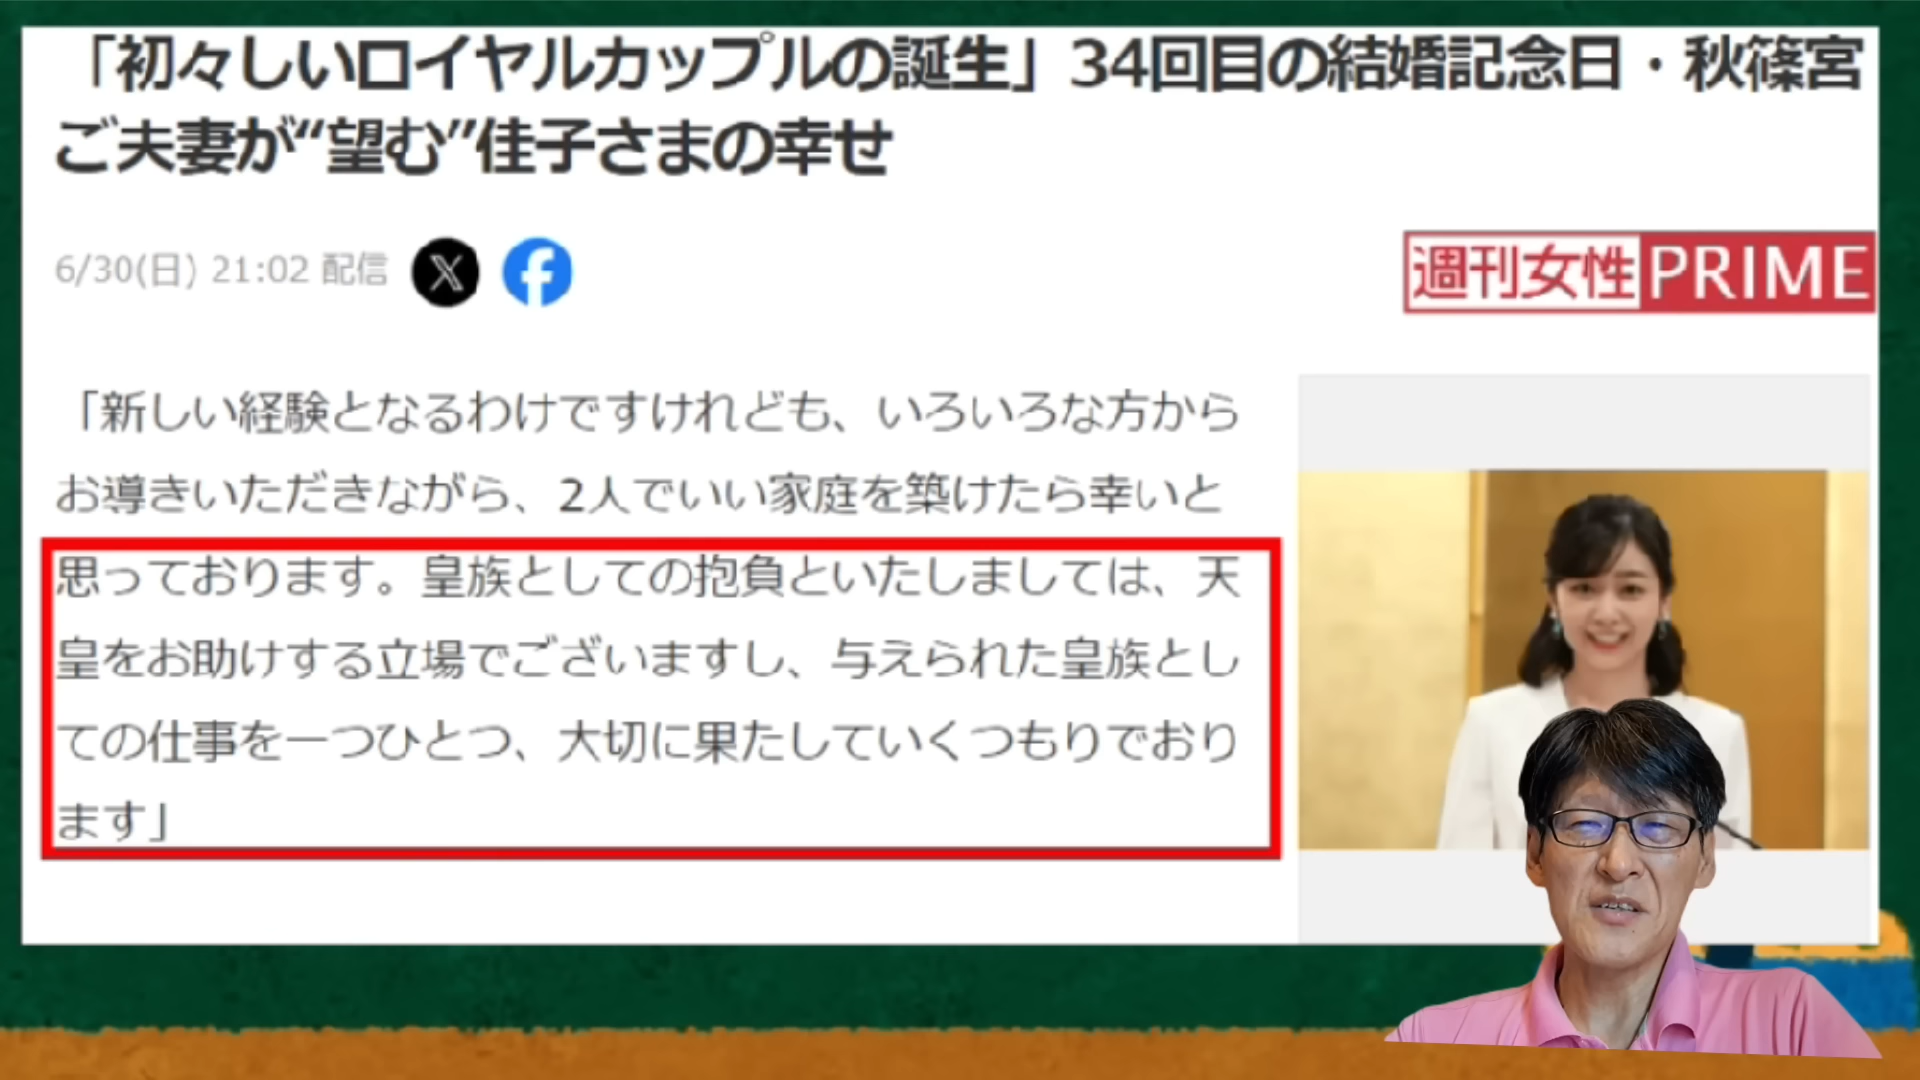 「初々しいロイヤルカップルの誕生」34回目の結婚記念日・秋篠宮
ご夫妻が“望む”佳子さまの幸せ
6/30(日) 21:02 配信
週刊女性PRIME
「新しい経験となるわけですけれども、いろいろな方から
お導きいただきながら、2人でいい家庭を築けたら幸いと
思っております。皇族としての抱負といたしましては、天
皇をお助けする立場でございますし、与えられた皇族とし
ての仕事を一つひとつ、大切に果たしていくつもりでおり
ます」